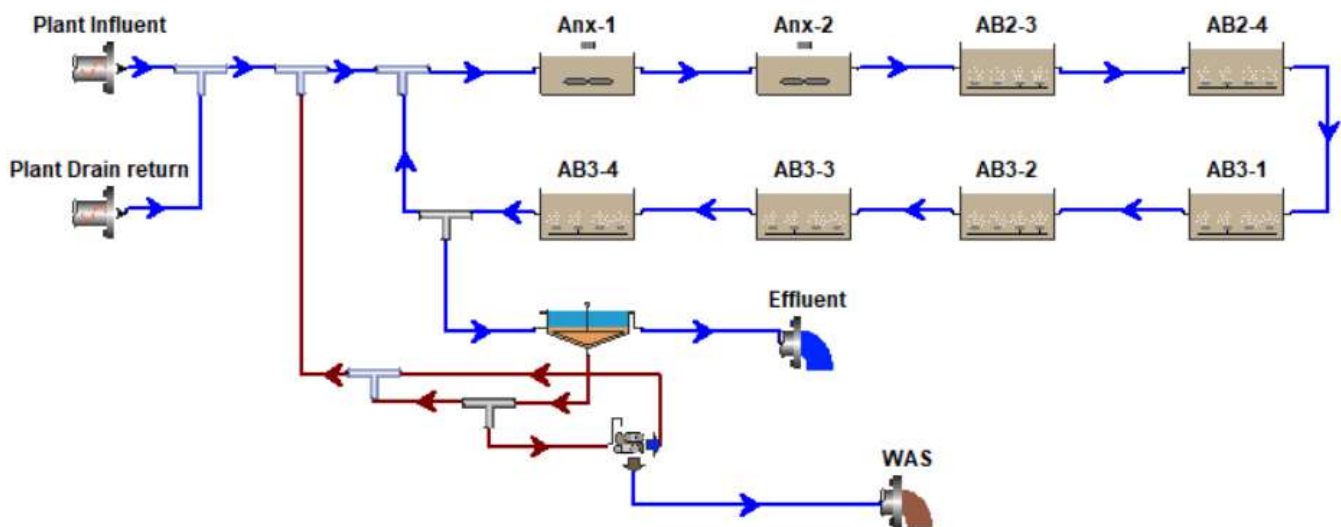 Plant Influent
Anx-1
Anx-2
AB2-3
AB2-4
Plant Drain return
AB3-4
AB3-3
AB3-2
AB3-1
Effluent
WAS